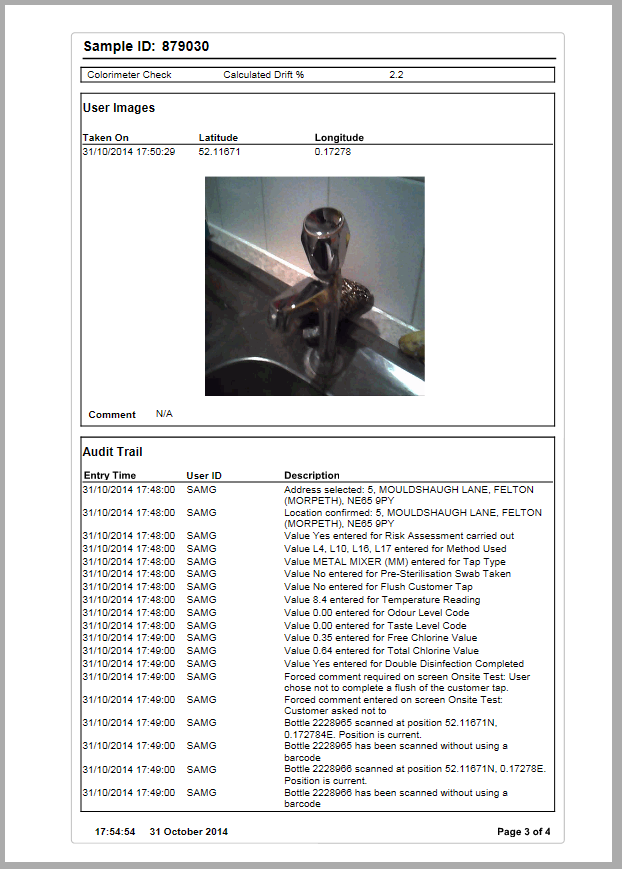 Sample ID: 879030
Colorimeter Check Calculated Drift % 2.2
User Images
Taken On Latitude Longitude
31/10/2014 17:50:29 52.11671 0.17278
Comment N/A
Audit Trail
Entry Time User ID Description
31/10/2014 17:48:00 SAMG Address selected: 5, MOULDSHAUGH LANE, FELTON
(MORPETH), NE65 9PY
31/10/2014 17:48:00 SAMG Location confirmed: 5, MOULDSHAUGH LANE, FELTON
(MORPETH), NE65 9PY
31/10/2014 17:48:00 SAMG Value Yes entered for Risk Assessment carried out
31/10/2014 17:48:00 SAMG Value L4, L10, L16, L17 entered for Method Used
31/10/2014 17:48:00 SAMG Value METAL MIXER (MM) entered for Tap Type
31/10/2014 17:48:00 SAMG Value No entered for Pre-Sterilisation Swab Taken
31/10/2014 17:48:00 SAMG Value No entered for Flush Customer Tap
31/10/2014 17:48:00 SAMG Value 8.4 entered for Temperature Reading
31/10/2014 17:48:00 SAMG Value 0.00 entered for Odour Level Code
31/10/2014 17:48:00 SAMG Value 0.00 entered for Taste Level Code
31/10/2014 17:49:00 SAMG Value 0.35 entered for Free Chlorine Value
31/10/2014 17:49:00 SAMG Value 0.64 entered for Total Chlorine Value
31/10/2014 17:49:00 SAMG Value Yes entered for Double Disinfection Completed
31/10/2014 17:49:00 SAMG Forced comment required on screen Onsite Test: User
chose not to complete a flush of the customer tap.
31/10/2014 17:49:00 SAMG Forced comment entered on screen Onsite Test:
Customer asked not to
31/10/2014 17:49:00 SAMG Bottle 2228965 scanned at position 52.11671N,
0.172784E. Position is current.
31/10/2014 17:49:00 SAMG Bottle 2228965 has been scanned without using a
barcode
31/10/2014 17:49:00 SAMG Bottle 2228966 scanned at position 52.11671N, 0.17278E.
Position is current.
31/10/2014 17:49:00 SAMG Bottle 2228966 has been scanned without using a
barcode
17:54:54 31 October 2014 Page 3 of 4